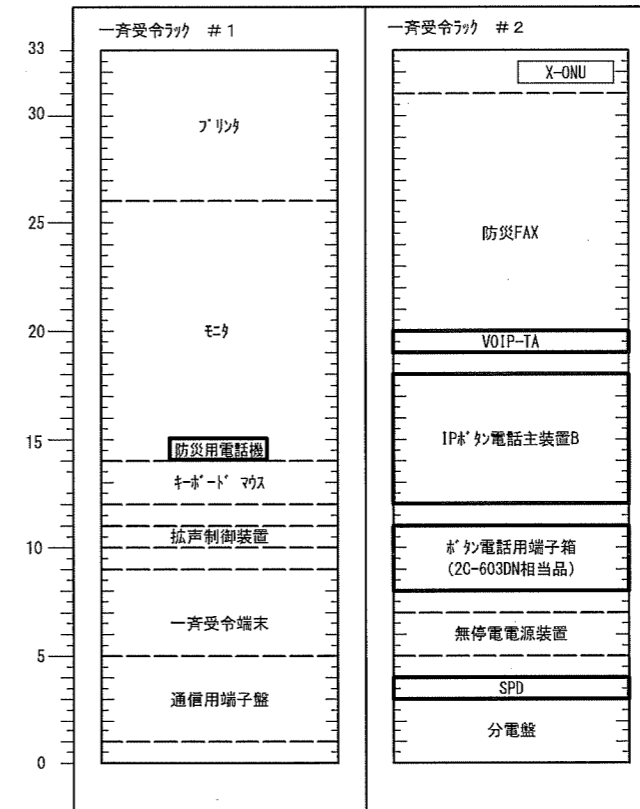 一斉受令ﾗｯｸ #1
一斉受令ﾗｯｸ #2
33
30
25
20
15
10
5
0
ﾌﾟﾘﾝﾀ
ﾓﾆﾀ
防災用電話機
ｷｰﾎﾞｰﾄﾞ ﾏｳｽ
拡声制御装置
一斉受令端末
通信用端子盤
X-ONU
防災FAX
VOIP-TA
IPﾎﾞﾀﾝ電話主装置B
ﾎﾞﾀﾝ電話用端子箱
(2C-603DN相当品)
無停電電源装置
SPD
分電盤